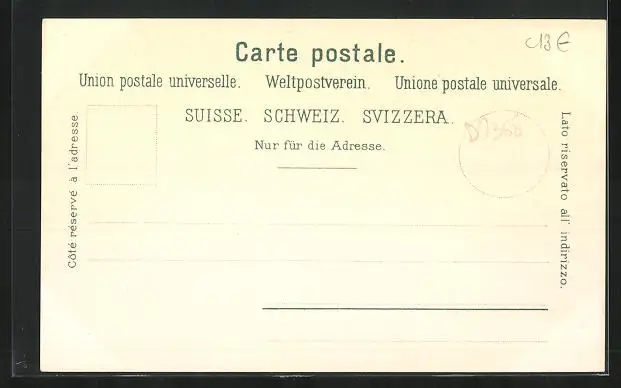 C13€
Carte postale.
Union postale universelle. Weltpostverein. Unione postale universale.
SUISSE. SCHWEIZ. SVIZZERA.
Nur für die Adresse.
Côté réservé à l'adresse
Lato riservato all' indirizzo.